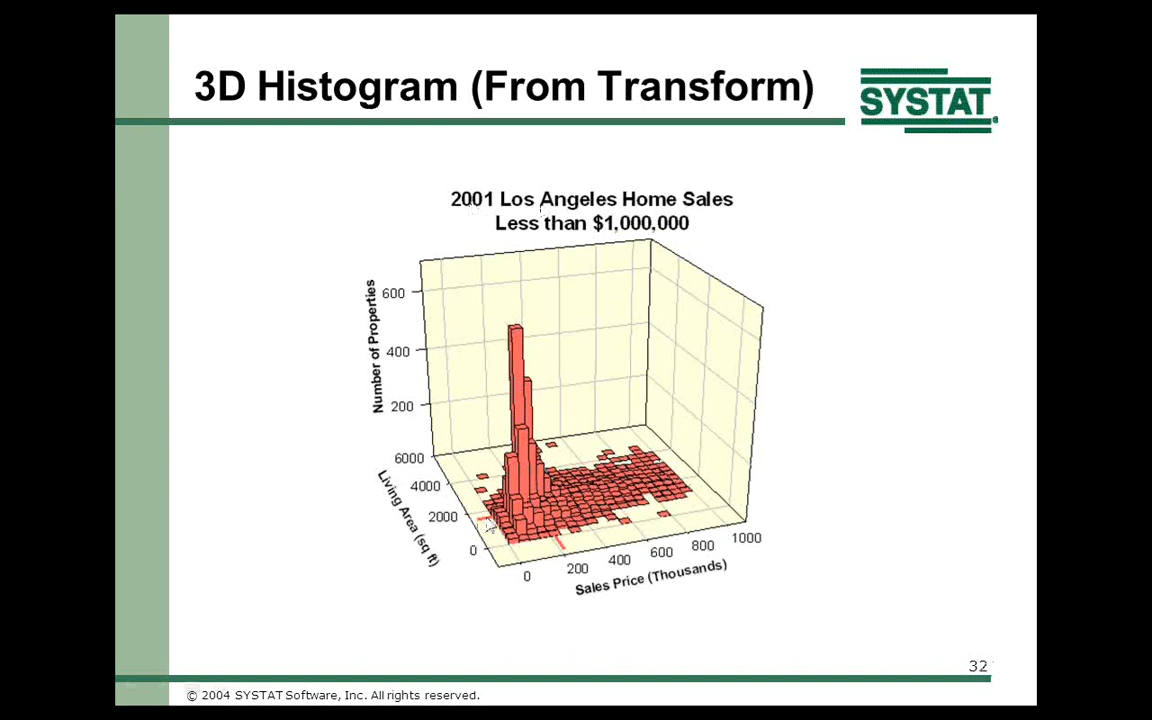 3D Histogram (From Transform)
SYSTAT®
2001 Los Angeles Home Sales
Less than $1,000,000
Number of Properties
600
400
200
6000
4000
2000
0
Living Area (sq ft)
0
200
400
600
800
1000
Sales Price (Thousands)
32
© 2004 SYSTAT Software, Inc. All rights reserved.